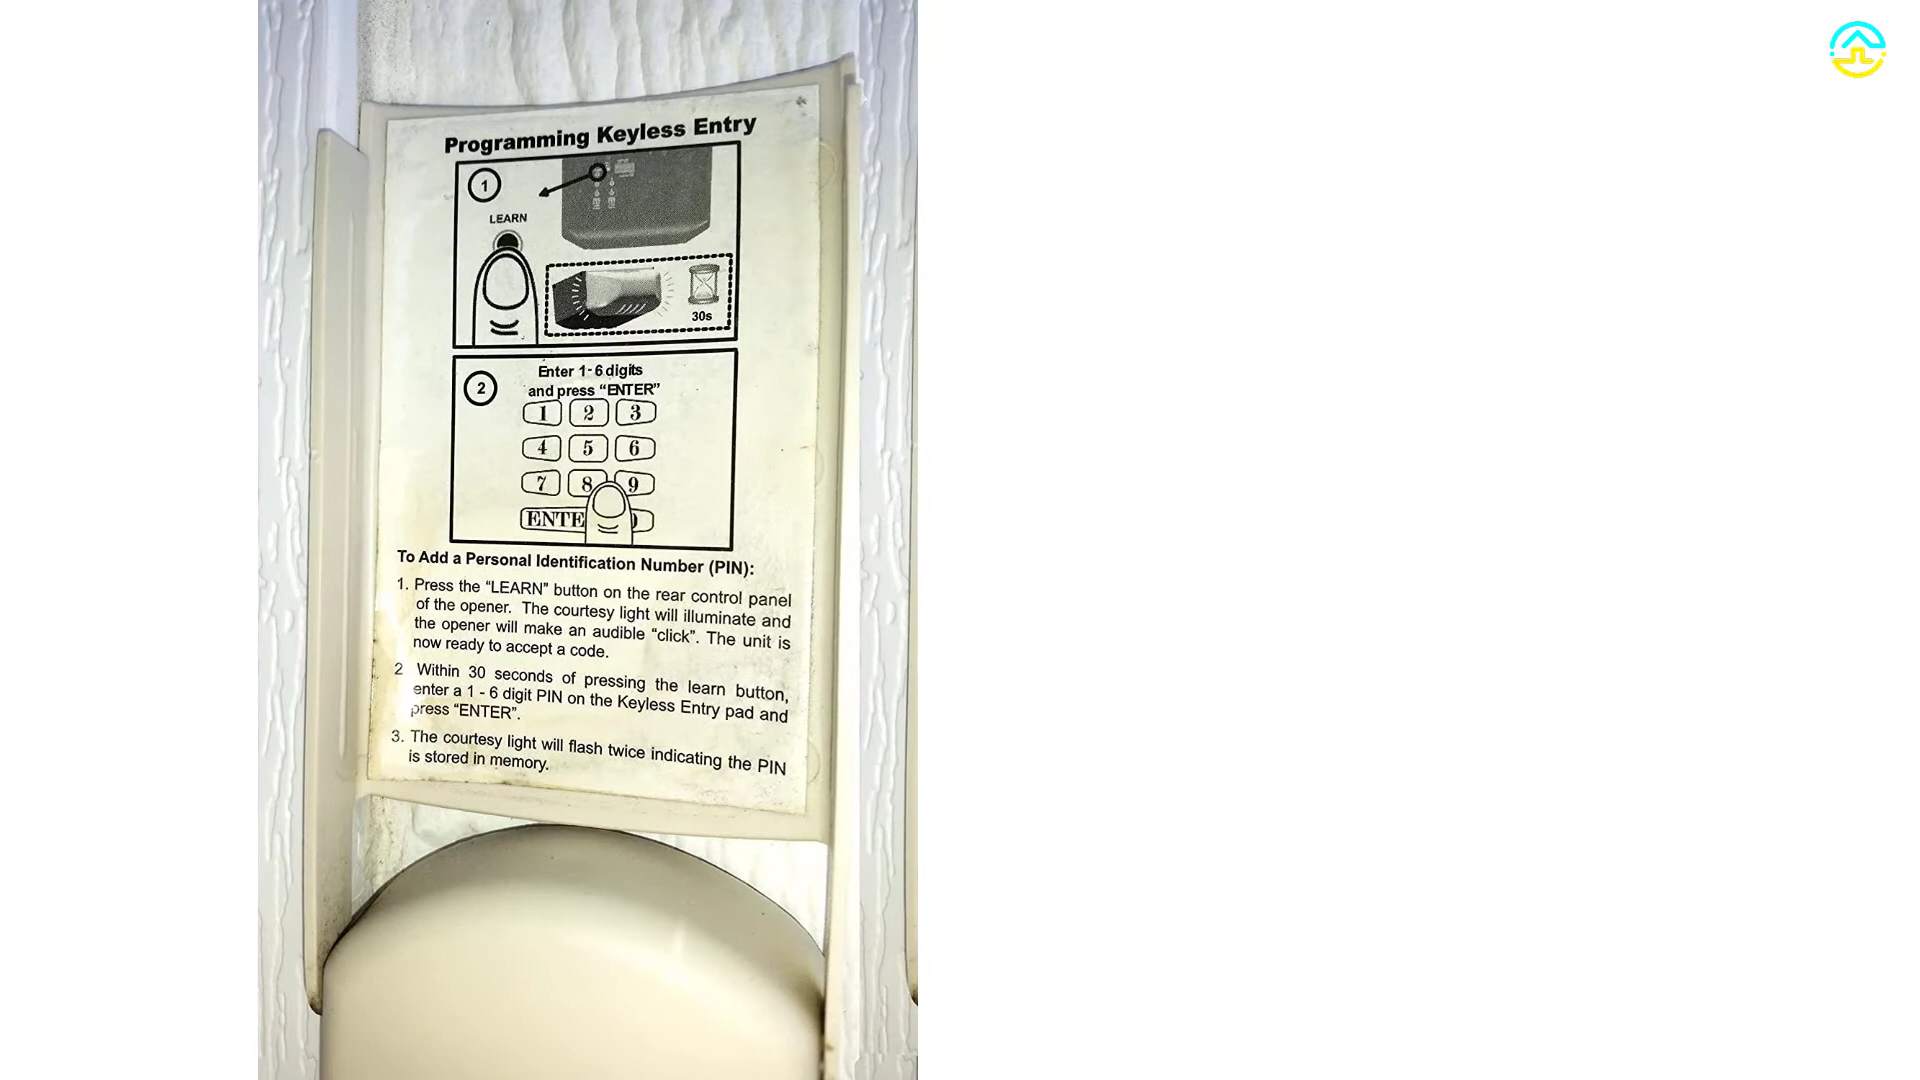 Programming Keyless Entry
1
LEARN
30s
2
Enter 1-6 digits
and press “ENTER”
1 2 3
4 5 6
7 8 9
ENTE
To Add a Personal Identification Number (PIN):
1. Press the “LEARN” button on the rear control panel
of the opener. The courtesy light will illuminate and
the opener will make an audible “click”. The unit is
now ready to accept a code.
2 Within 30 seconds of pressing the learn button,
enter a 1 - 6 digit PIN on the Keyless Entry pad and
press “ENTER”.
3. The courtesy light will flash twice indicating the PIN
is stored in memory.